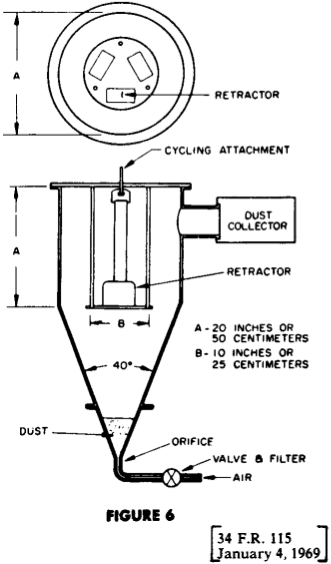 A
RETRACTOR
CYCLING ATTACHMENT
DUST
COLLECTOR
A
RETRACTOR
B
A-20 INCHES OR
50 CENTIMETERS
B-10 INCHES OR
25 CENTIMETERS
40°
DUST
ORIFICE
VALVE & FILTER
AIR
FIGURE 6
[34 F.R. 115
January 4, 1969]